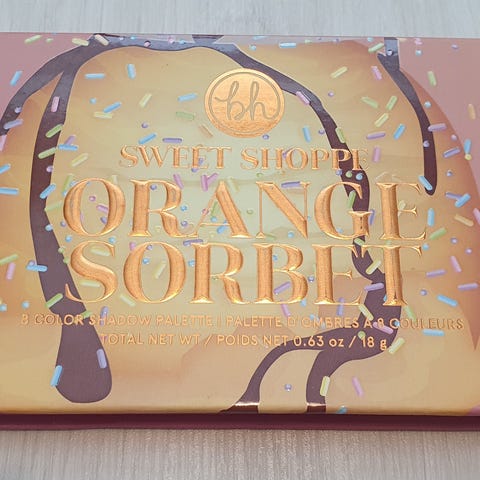 bh
SWEET SHOPPE
ORANGE
SORBET
8 COLOR SHADOW PALETTE | PALETTE D'OMBRES À 8 COULEURS
TOTAL NET WT / POIDS NET 0.63 oz / 18 g